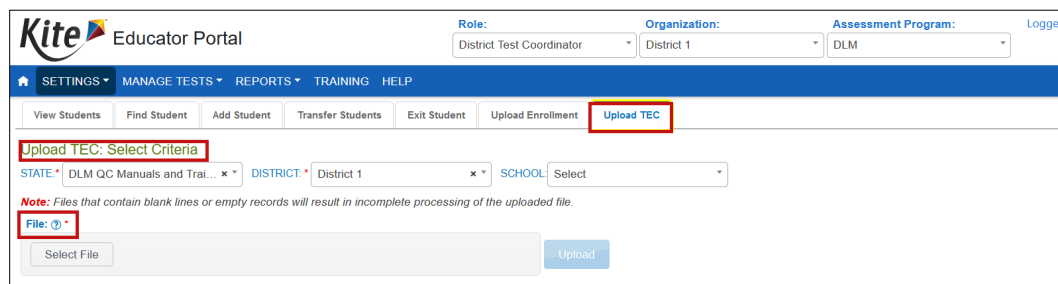 Kite Educator Portal
Role: Organization: Assessment Program: Logge
District Test Coordinator District 1 DLM
SETTINGS MANAGE TESTS REPORTS TRAINING HELP
View Students Find Student Add Student Transfer Students Exit Student Upload Enrollment Upload TEC
Upload TEC: Select Criteria
STATE:* DLM QC Manuals and Trai... × DISTRICT: * District 1 × SCHOOL: Select
Note: Files that contain blank lines or empty records will result in incomplete processing of the uploaded file.
File: ? *
Select File Upload